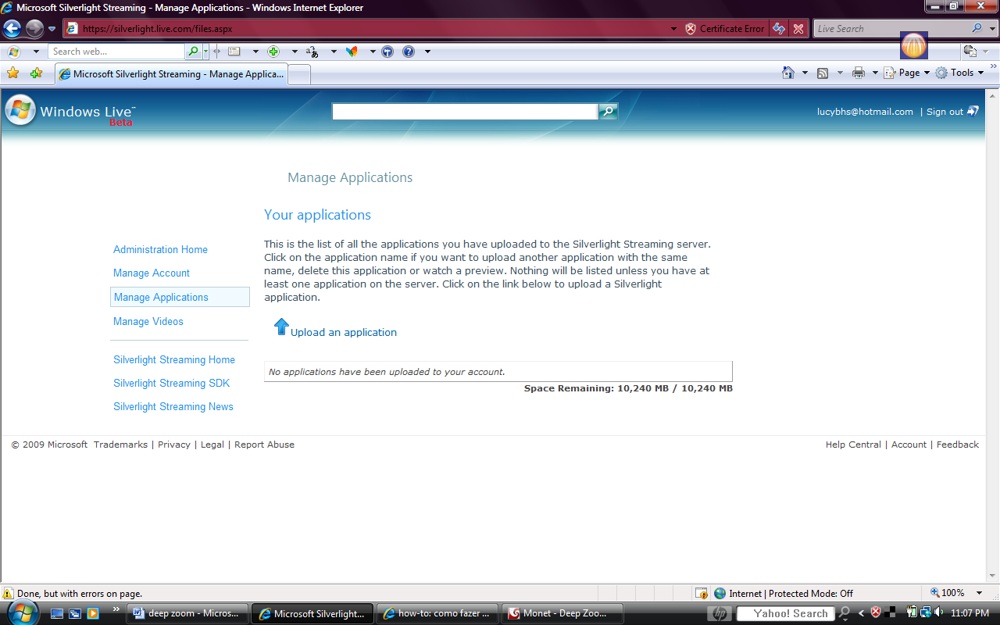 Microsoft Silverlight Streaming - Manage Applications - Windows Internet Explorer
https://silverlight.live.com/files.aspx
Certificate Error
Live Search
Search web...
Microsoft Silverlight Streaming - Manage Applica...
Page
Tools
Windows Live™
Beta
lucybhs@hotmail.com | Sign out
Manage Applications
Your applications
This is the list of all the applications you have uploaded to the Silverlight Streaming server.
Click on the application name if you want to upload another application with the same
name, delete this application or watch a preview. Nothing will be listed unless you have at
least one application on the server. Click on the link below to upload a Silverlight
application.
Upload an application
No applications have been uploaded to your account.
Space Remaining: 10,240 MB / 10,240 MB
Administration Home
Manage Account
Manage Applications
Manage Videos
Silverlight Streaming Home
Silverlight Streaming SDK
Silverlight Streaming News
© 2009 Microsoft Trademarks | Privacy | Legal | Report Abuse
Help Central | Account | Feedback
Done, but with errors on page.
Internet | Protected Mode: Off
100%
deep zoom - Micros...
Microsoft Silverlight...
how-to: como fazer ...
Monet - Deep Zoo...
hp
Yahoo! Search
11:07 PM